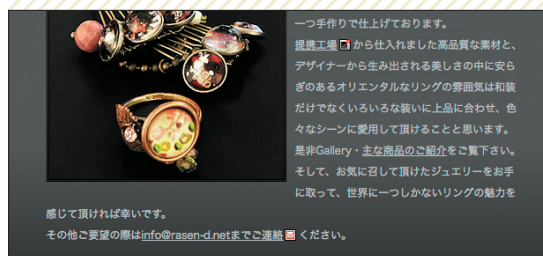 一つ手作りで仕上げております。
提携工場から仕入れました高品質な素材と、
デザイナーから生み出される美しさの中に安ら
ぎのあるオリエンタルなリングの雰囲気は和装
だけでなくいろいろな装いに上品に合わせ、色
々なシーンに愛用して頂けることと思います。
是非Gallery・主な商品のご紹介をご覧下さい。
そして、お気に召して頂けたジュエリーをお手
に取って、世界に一つしかないリングの魅力を
感じて頂ければ幸いです。
その他ご要望の際はinfo@rasen-d.netまでご連絡ください。